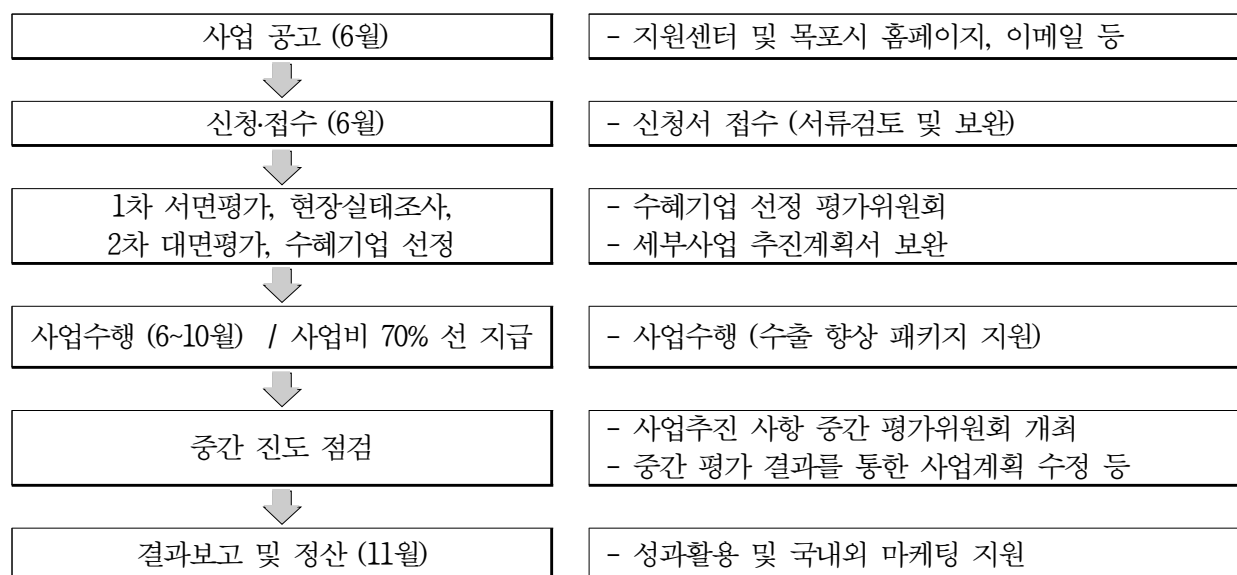 사업 공고 (6월)
- 지원센터 및 목포시 홈페이지, 이메일 등
신청·접수 (6월)
- 신청서 접수 (서류검토 및 보완)
1차 서면평가, 현장실태조사,
2차 대면평가, 수혜기업 선정
- 수혜기업 선정 평가위원회
- 세부사업 추진계획서 보완
사업수행 (6~10월) / 사업비 70% 선 지급
- 사업수행 (수출 향상 패키지 지원)
중간 진도 점검
- 사업추진 사항 중간 평가위원회 개최
- 중간 평가 결과를 통한 사업계획 수정 등
결과보고 및 정산 (11월)
- 성과활용 및 국내외 마케팅 지원